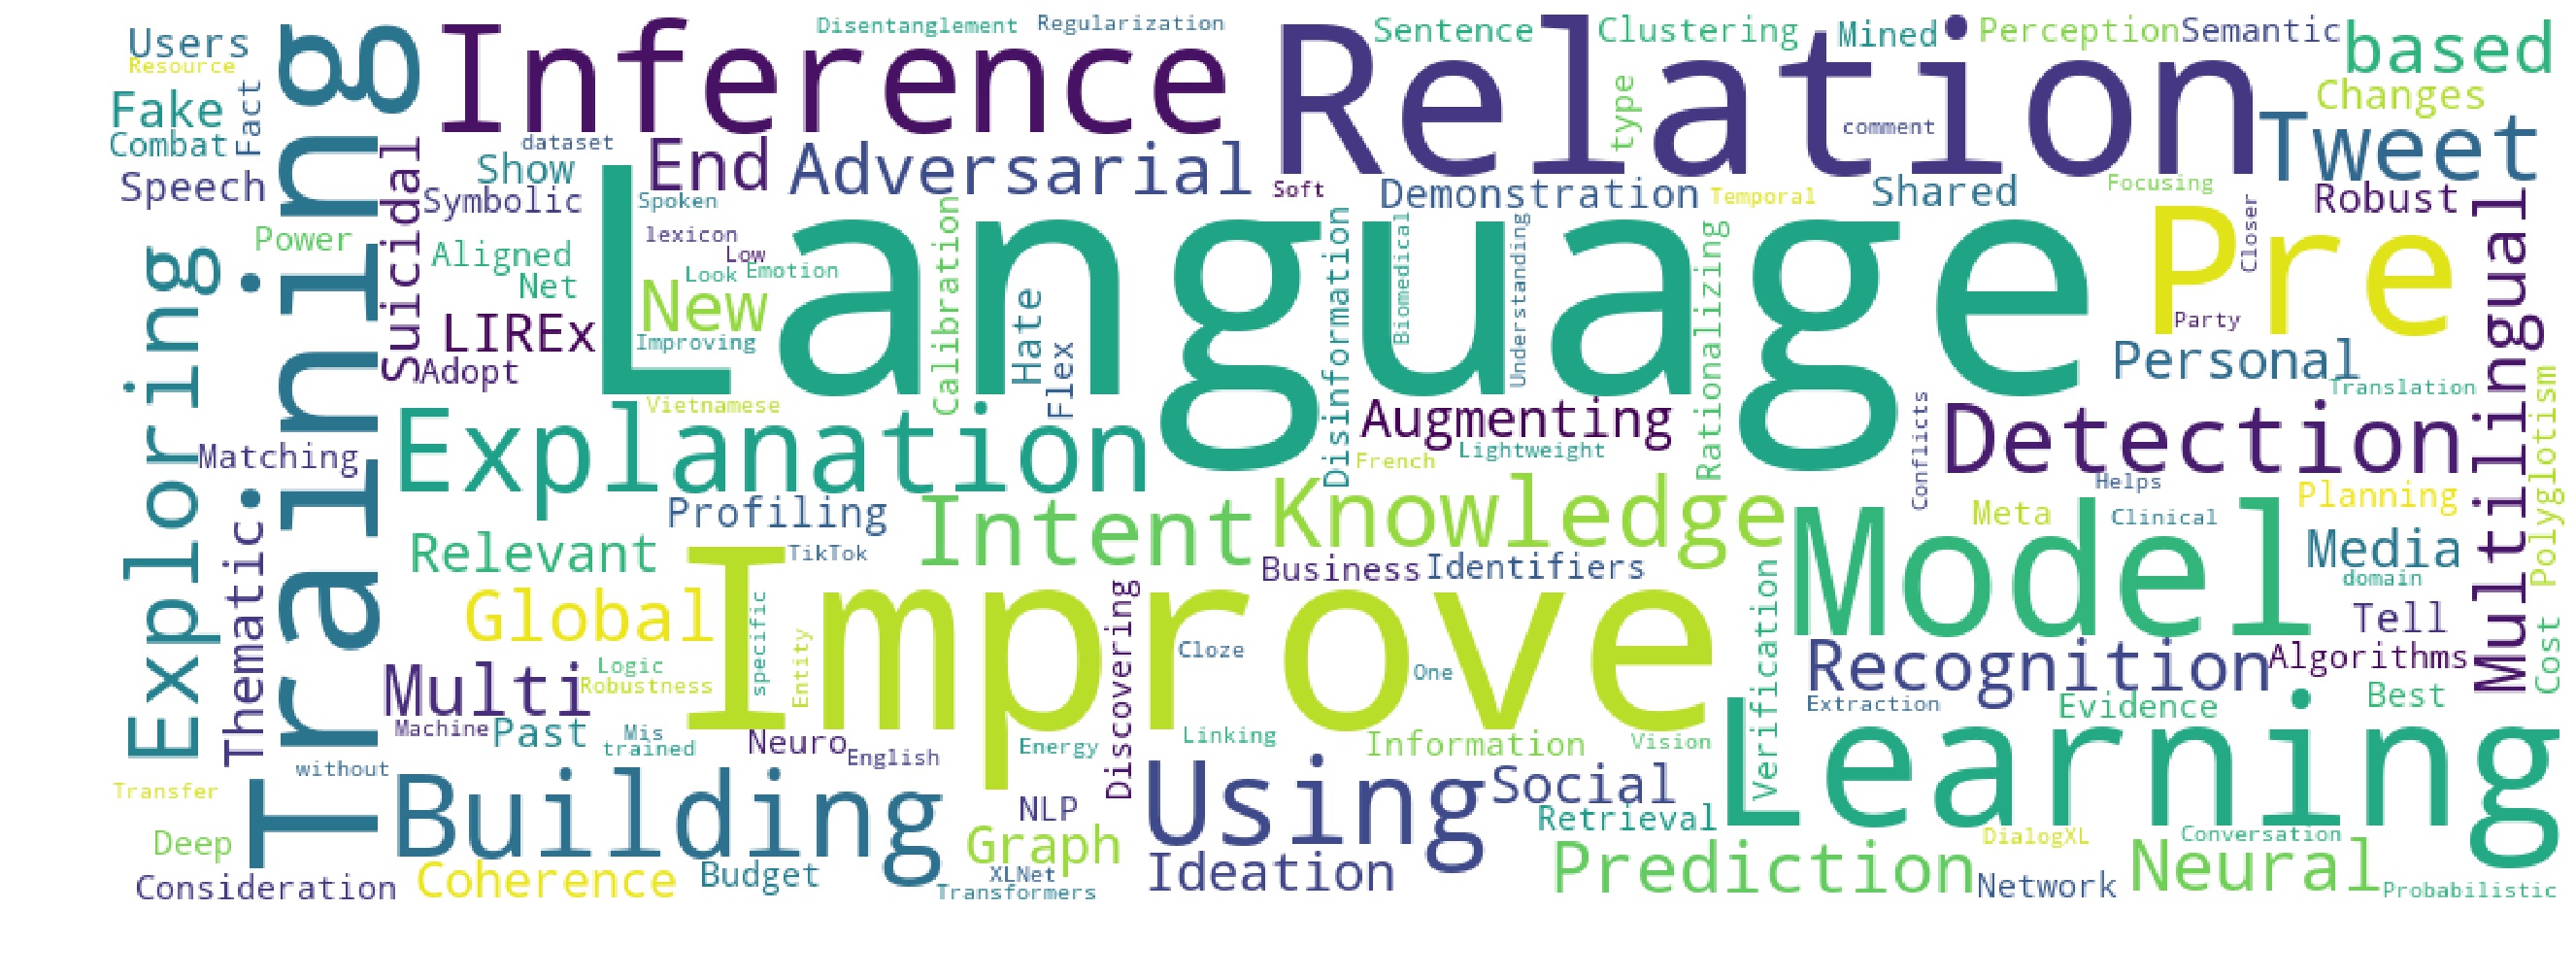 Users
Resource
Fake
Fact
Combat
Speech
Training
Inference
Disentanglement
Regularization
Relation
Sentence
Clustering
Mined
Perception
Semantic
based
Changes
type
comment
Tweet
dataset
Show
End
Adversarial
Symbolic
Suicidal
Spoken
Soft
Demonstration
Temporal
Shared
Focusing
Closer
Robust
Multilingual
Power
Exploring
Aligned
Net
lexicon
Low
Look
Emotion
New
Improving
Calibration
Language
Hate
Flex
Disinformation
Biomedical
Understanding
Rationalizing
Pre
Party
LIREx
Adopt
Personal
Translation
Polyglotism
Vietnamese
Explanation
Augmenting
Lightweight
French
Conflicts
Detection
Matching
Thematic
Profiling
Intent
Knowledge
Helps
Meta
Clinical
Planning
Relevant
TikTok
Business
Identifiers
Model
Media
domain
Global
Improve
specific
Entity
Discovering
Cloze
One
Verification
Tell
Logic
Robustness
Multi
Recognition
Algorithms
Cost
Machine
Past
Mis
trained
Neuro
English
Energy
Linking
Information
Vision
Extraction
Evidence
Best
without
Transfer
Building
Using
Social
Learning
Deep
NLP
Graph
Retrieval
DialogXL
Conversation
Consideration
Coherence
Budget
XLNet
Transformers
Ideation
Prediction
Network
Neural
Probabilistic